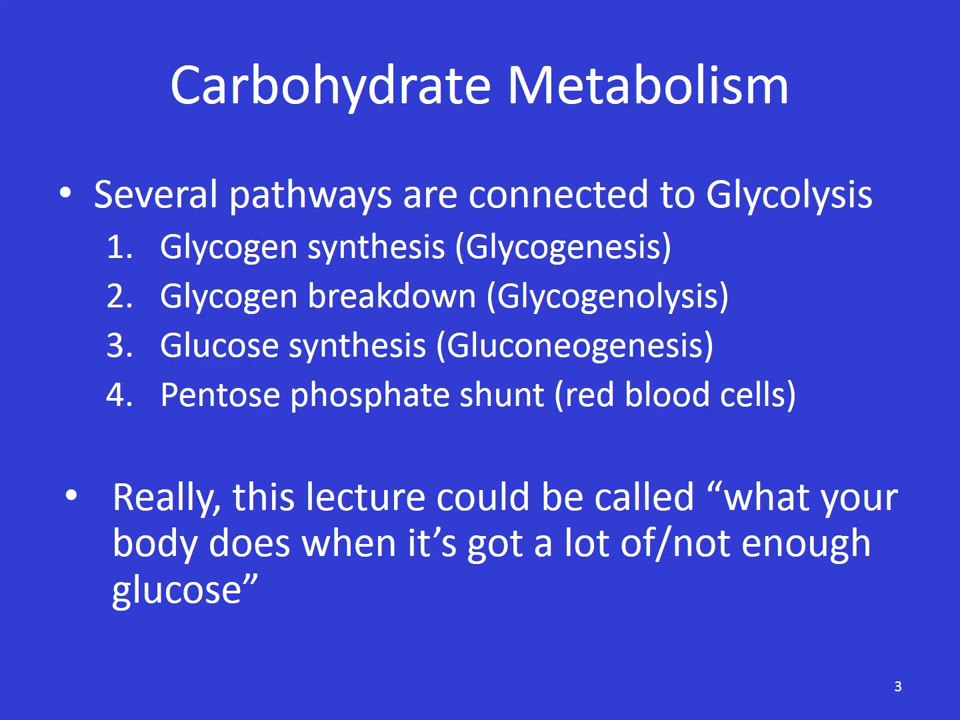 Carbohydrate Metabolism
• Several pathways are connected to Glycolysis
1. Glycogen synthesis (Glycogenesis)
2. Glycogen breakdown (Glycogenolysis)
3. Glucose synthesis (Gluconeogenesis)
4. Pentose phosphate shunt (red blood cells)
• Really, this lecture could be called “what your
body does when it’s got a lot of/not enough
glucose”
3